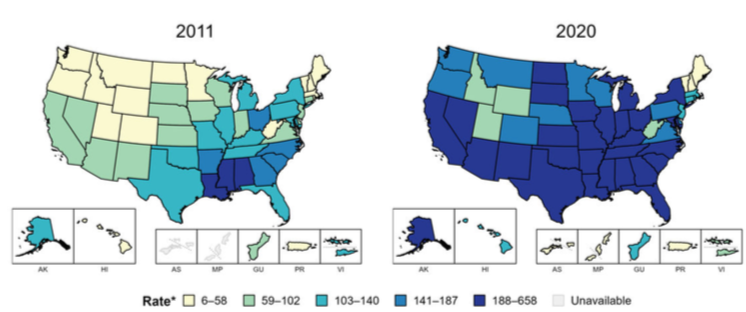 2011
2020
AK
HI
AS
MP
GU
PR
VI
AK
HI
AS
MP
GU
PR
VI
Rate* 6–58 59–102 103–140 141–187 188–658 Unavailable